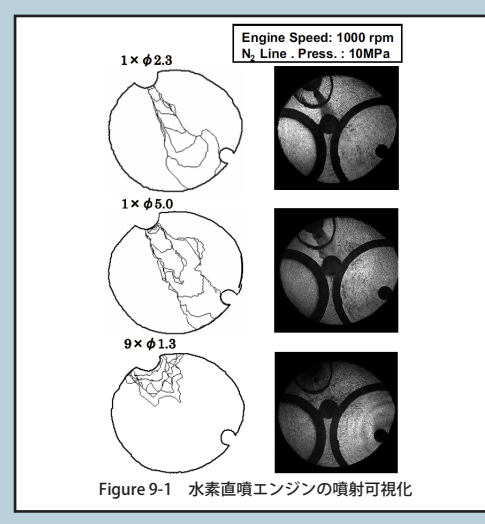 Engine Speed: 1000 rpm
N₂ Line . Press. : 10MPa
1×φ2.3
1×φ5.0
9×φ1.3
Figure 9-1 水素直噴エンジンの噴射可視化